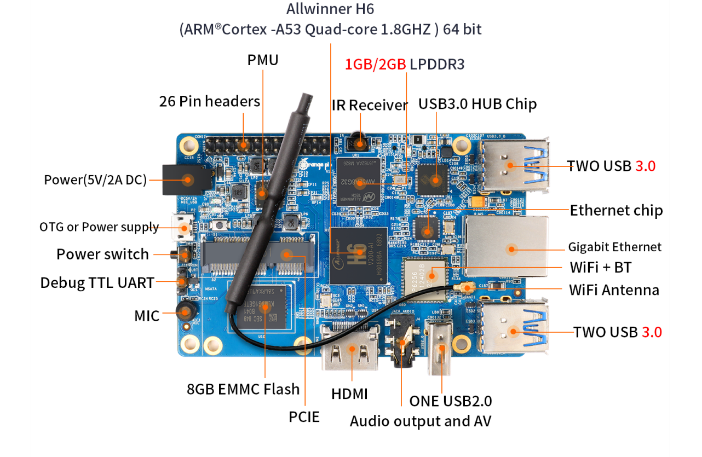 Allwinner H6
(ARM®Cortex -A53 Quad-core 1.8GHZ ) 64 bit
PMU
1GB/2GB LPDDR3
26 Pin headers
IR Receiver
USB3.0 HUB Chip
Power(5V/2A DC)
TWO USB 3.0
OTG or Power supply
Ethernet chip
Power switch
Gigabit Ethernet
WiFi + BT
Debug TTL UART
WiFi Antenna
MIC
TWO USB 3.0
8GB EMMC Flash
HDMI
ONE USB2.0
PCIE
Audio output and AV
H6